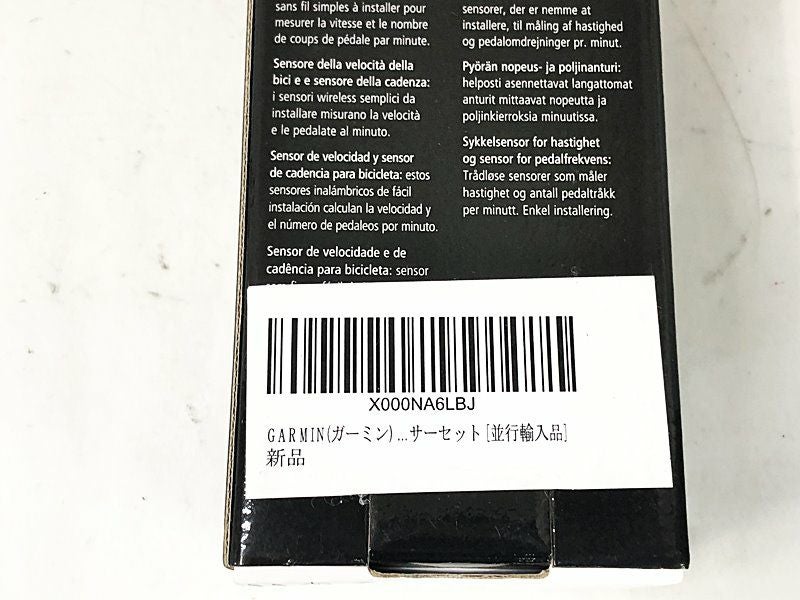 sans fil simples à installer pour
mesurer la vitesse et le nombre
de coups de pédale par minute.
Sensore della velocità della
bici e e sensore della cadenza:
i sensori wireless semplici da
installare misurano la velocità
e le pedalate al minuto.
Sensor de velocidad y sensor
de cadencia para bicicleta: estos
sensores inalámbricos de fácil
instalación calculan la velocidad y
el número de pedaleos por minuto.
Sensor de velocidade e de
cadência para bicicleta: sensor
sensorer, der er nemme at
installere, til måling af hastighed
og pedalomdrejninger pr. minut.
Pyörän nopeus- ja poljinanturi:
helposti asennettavat langattomat
anturit mittaavat nopeutta ja
poljinkierroksia minuutissa.
Sykkelsensor for hastighet
og sensor for pedalfrekvens:
Trådløse sensorer som måler
hastighet og antall pedaltråkk
per minutt. Enkel installering.
X000NA6LBJ
GARMIN(ガーミン)...サーセット[並行輸入品]
新品